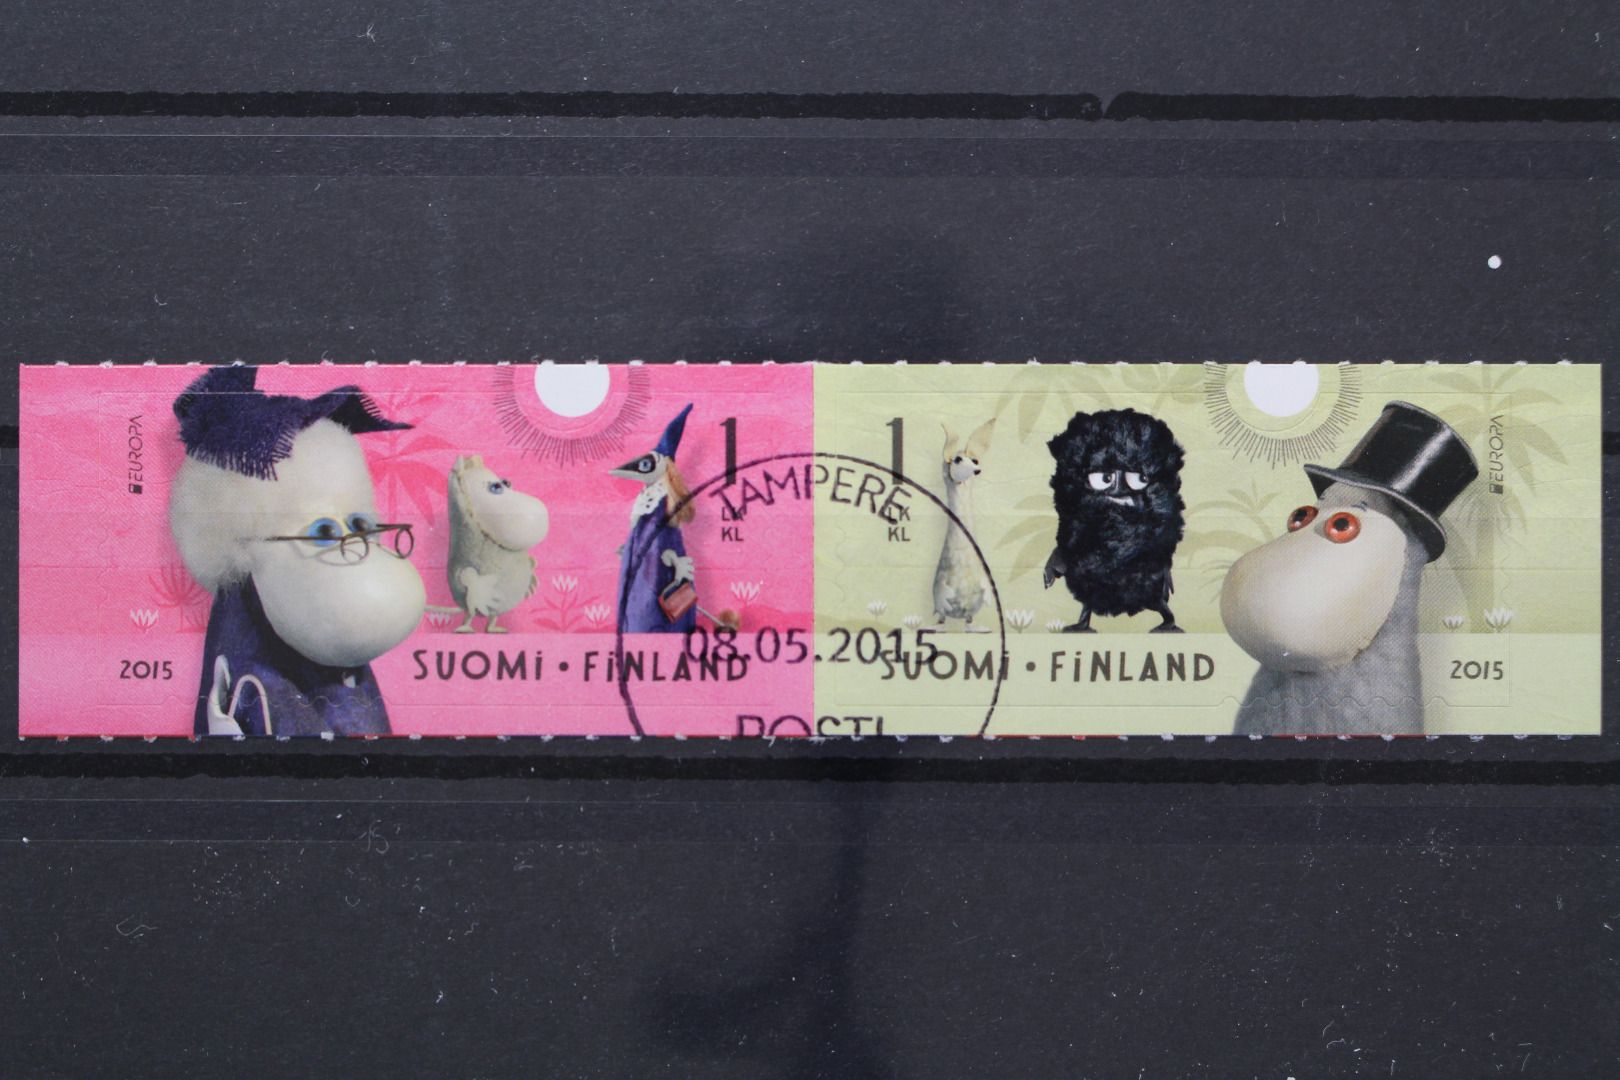 EUROPA
1
LK
KL
2015
SUOMi • FiNLAND
1
LK
KL
EUROPA
SUOMi • FiNLAND
2015
TAMPERE
08.05.2015
POSTI